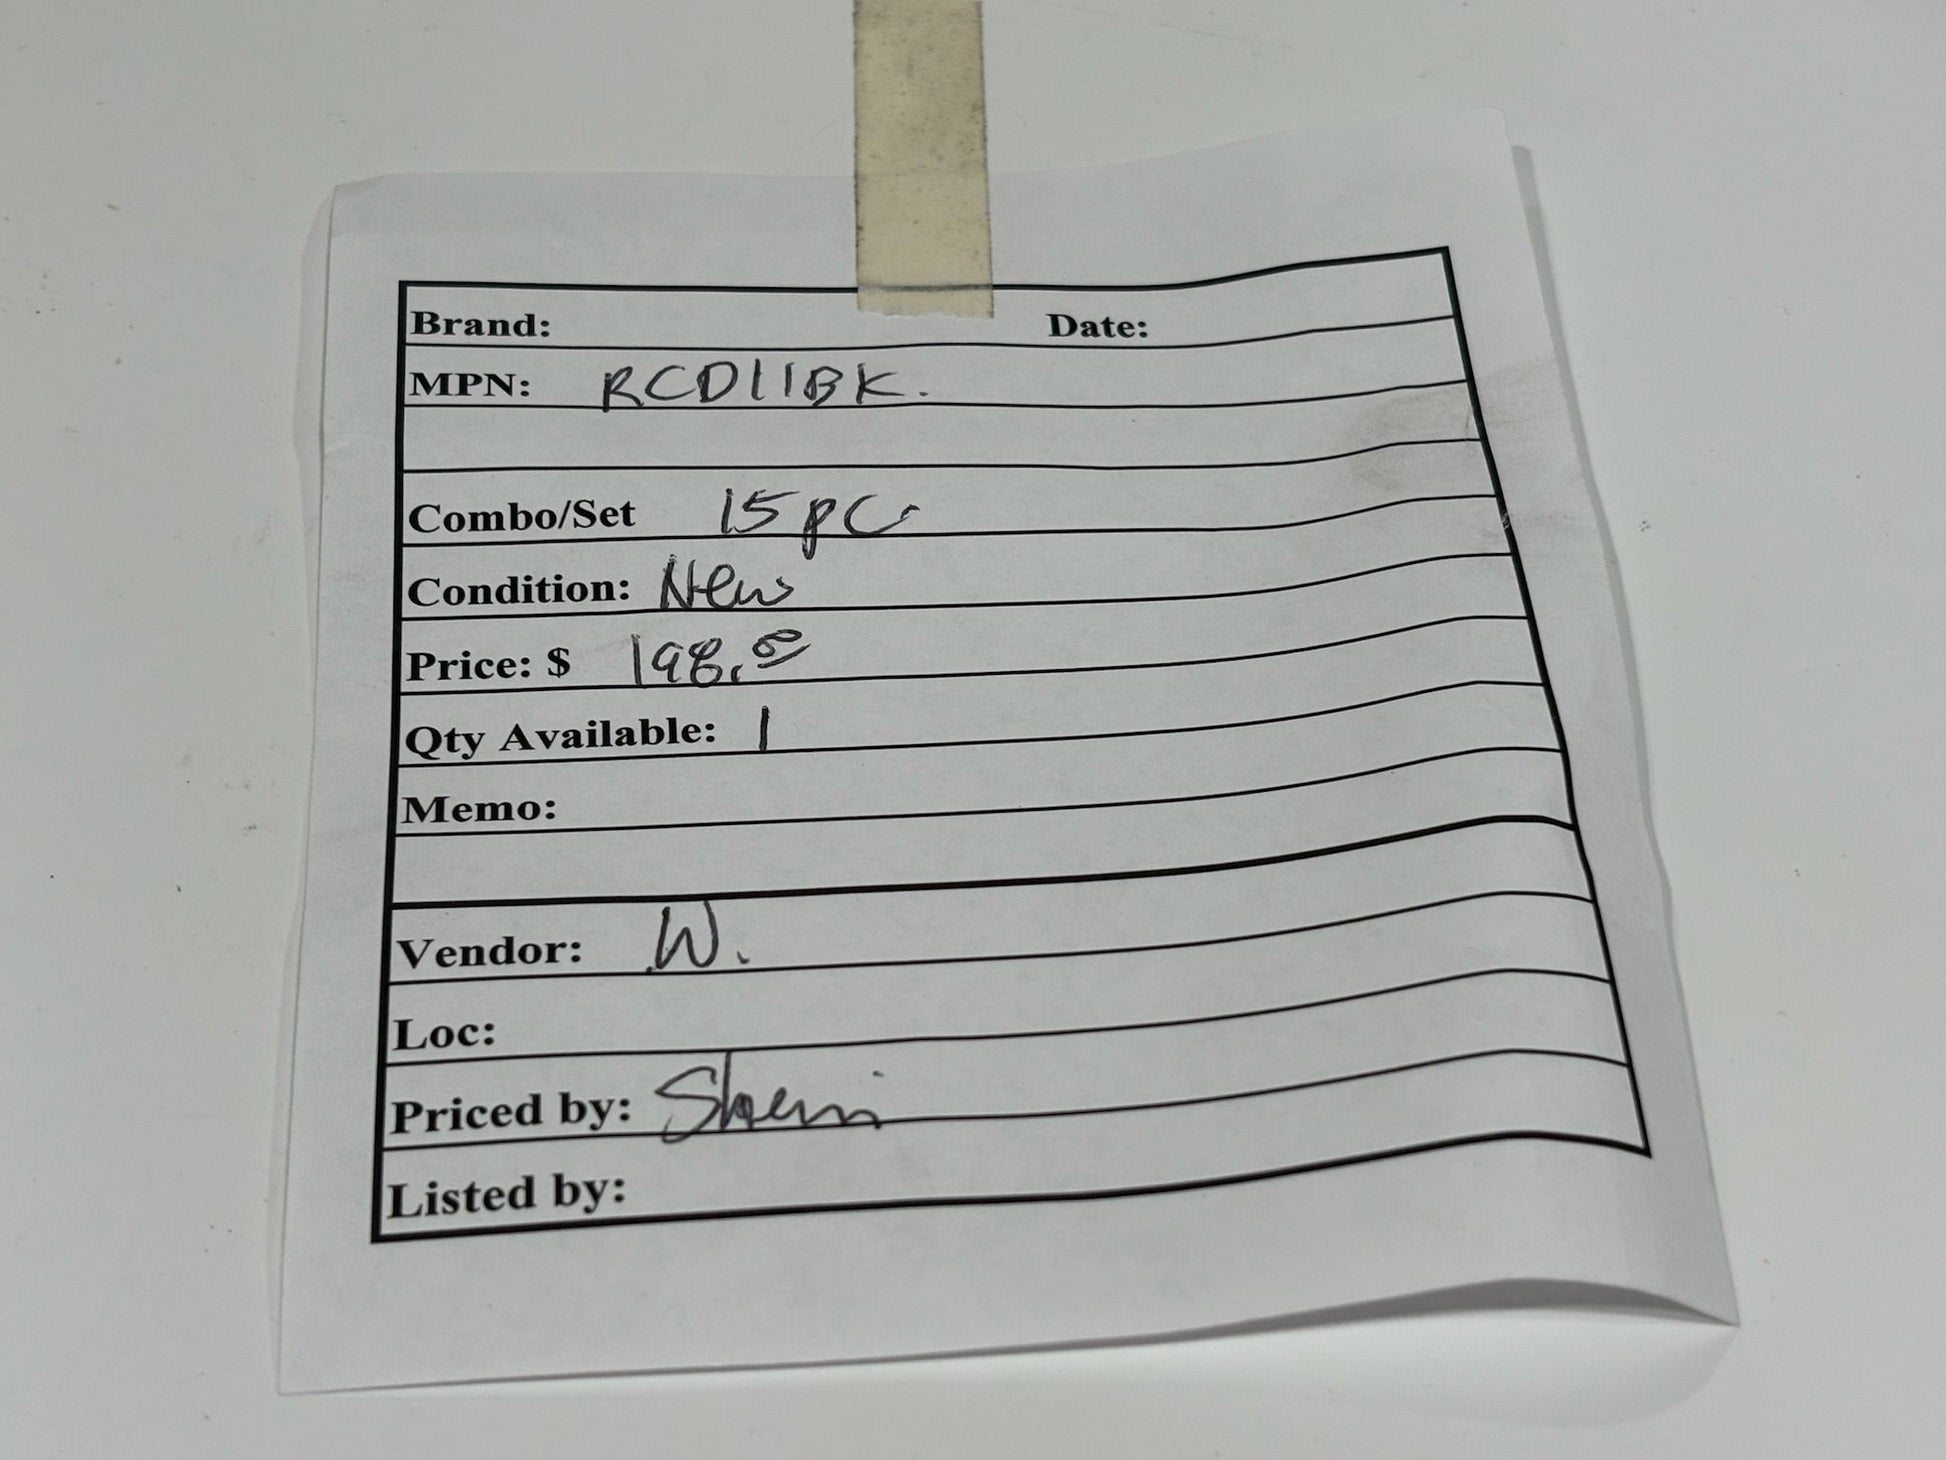 Brand: Date:
MPN: RCD11BK.
Combo/Set 15pc
Condition: New
Price: $ 198.00
Qty Available: 1
Memo:
Vendor: W.
Loc:
Priced by: Sherri
Listed by: